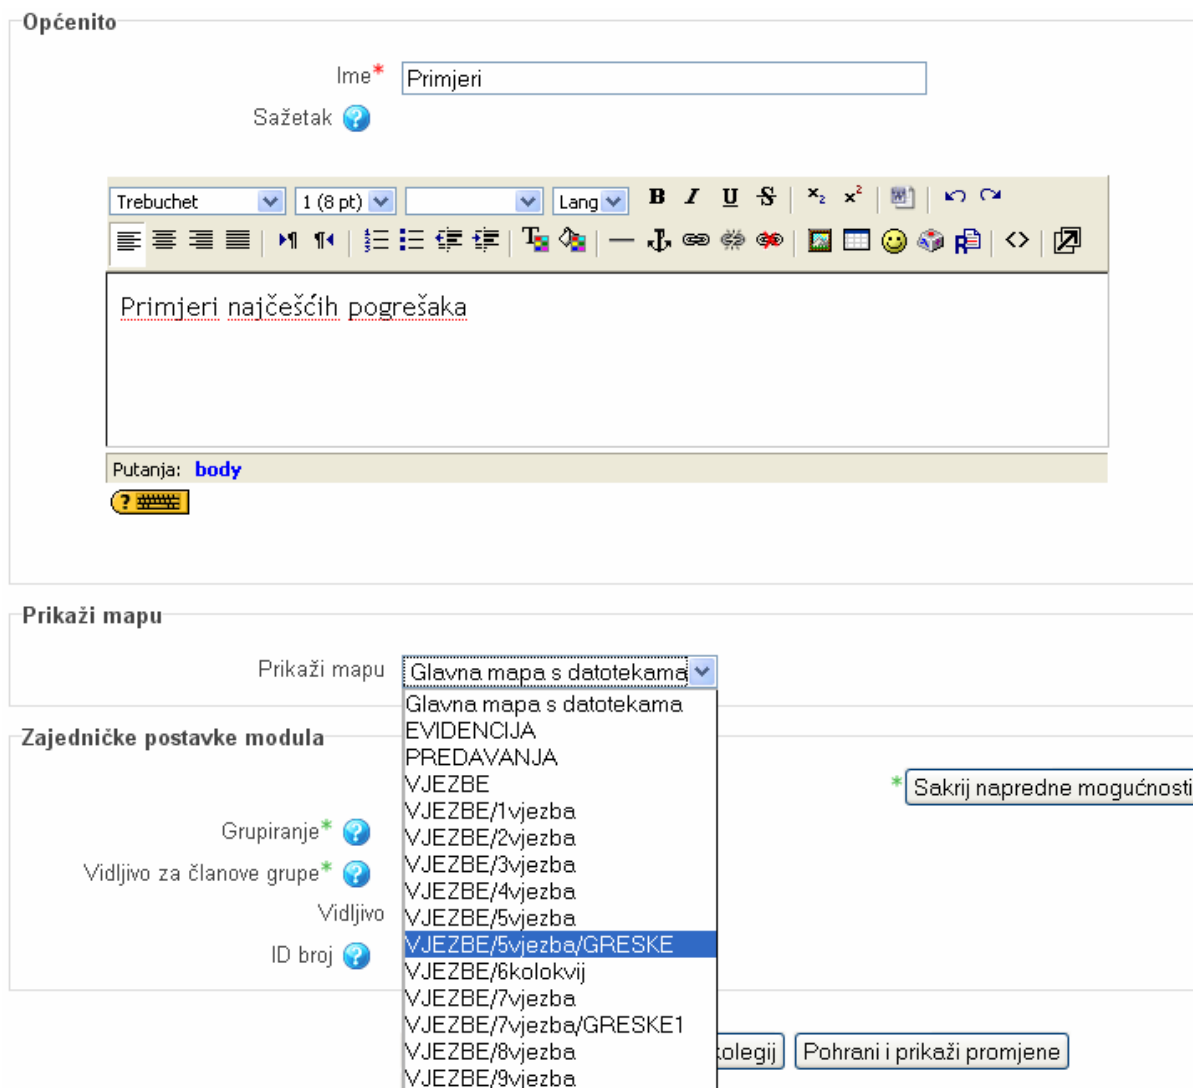 Općenito
Ime*
Primjeri
Sažetak
Trebuchet
1 (8 pt)
Lang
B I U S x₂ x²
Primjeri najčešćih pogrešaka
Putanja: body
Prikaži mapu
Prikaži mapu
Glavna mapa s datotekama
Glavna mapa s datotekama
EVIDENCIJA
PREDAVANJA
Zajedničke postavke modula
VJEZBE
* Sakrij napredne mogućnosti
VJEZBE/1vjezba
Grupiranje*
VJEZBE/2vjezba
VJEZBE/3vjezba
Vidljivo za članove grupe*
VJEZBE/4vjezba
Vidljivo
VJEZBE/5vjezba
VJEZBE/5vjezba/GRESKE
ID broj
VJEZBE/6kolokvij
VJEZBE/7vjezba
VJEZBE/7vjezba/GRESKE1
VJEZBE/8vjezba
Pohrani i prikaži promjene
VJEZBE/9vjezba